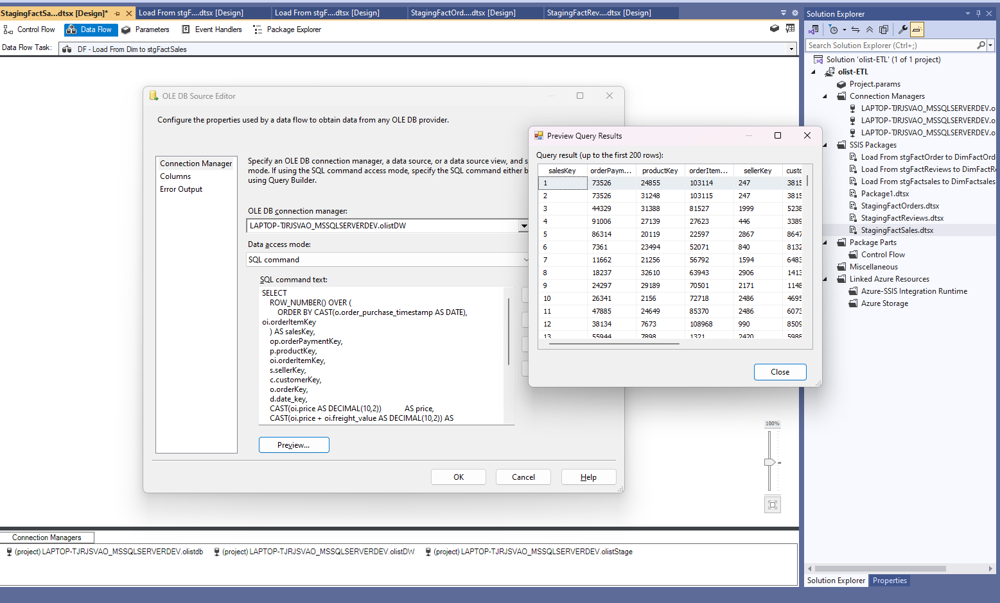 StagingFactSa...dtsx [Design]*
Load From stgF....dtsx [Design]
Load From stgF....dtsx [Design]
StagingFactOrd....dtsx [Design]
StagingFactRev....dtsx [Design]
Control Flow
Data Flow
Parameters
Event Handlers
Package Explorer
Data Flow Task:
DF - Load From Dim to stgFactSales
OLE DB Source Editor
Configure the properties used by a data flow to obtain data from any OLE DB provider.
Connection Manager
Columns
Error Output
Specify an OLE DB connection manager, a data source, or a data source view, and s
mode. If using the SQL command access mode, specify the SQL command either b
using Query Builder.
OLE DB connection manager:
LAPTOP-TJRJSVAO_MSSQLSERVERDEV.olistDW
Data access mode:
SQL command
SQL command text:
SELECT
ROW_NUMBER() OVER (
ORDER BY CAST(o.order_purchase_timestamp AS DATE),
oi.orderItemKey
) AS salesKey,
op.orderPaymentKey,
p.productKey,
oi.orderItemKey,
s.sellerKey,
c.customerKey,
o.orderKey,
d.date_key,
CAST(oi.price AS DECIMAL(10,2)) AS price,
CAST(oi.price + oi.freight_value AS DECIMAL(10,2)) AS
Preview...
OK
Cancel
Help
Preview Query Results
Query result (up to the first 200 rows):
salesKey orderPaym... productKey orderItem... sellerKey custo
1 73526 24855 103114 247 3815
2 73526 31248 103115 247 3815
3 44329 31388 81527 1999 5238
4 91006 27139 27623 446 3389
5 86314 20119 22597 2867 8647
6 7361 23494 52071 840 8132
7 11662 21256 56792 1594 6483
8 18237 32610 63943 2906 1413
9 24297 29189 70501 2171 1148
10 26341 2156 72718 2486 4695
11 47885 24649 85370 2486 6073
12 38134 7673 108968 990 8509
13 55944 7898 1321 2420 5988
Close
100%
Connection Managers
(project) LAPTOP-TJRJSVAO_MSSQLSERVERDEV.olistdb
(project) LAPTOP-TJRJSVAO_MSSQLSERVERDEV.olistDW
(project) LAPTOP-TJRJSVAO_MSSQLSERVERDEV.olistStage
Solution Explorer
Search Solution Explorer (Ctrl+;)
Solution 'olist-ETL' (1 of 1 project)
olist-ETL
Project.params
Connection Managers
LAPTOP-TJRJSVAO_MSSQLSERVERDEV.o
LAPTOP-TJRJSVAO_MSSQLSERVERDEV.o
LAPTOP-TJRJSVAO_MSSQLSERVERDEV.o
SSIS Packages
Load From stgFactOrder to DimFactOrd
Load From stgFactReviews to DimFactR
Load From stgFactsales to DimFactsales
Package1.dtsx
StagingFactOrders.dtsx
StagingFactReviews.dtsx
StagingFactSales.dtsx
Package Parts
Control Flow
Miscellaneous
Linked Azure Resources
Azure-SSIS Integration Runtime
Azure Storage
Solution Explorer
Properties